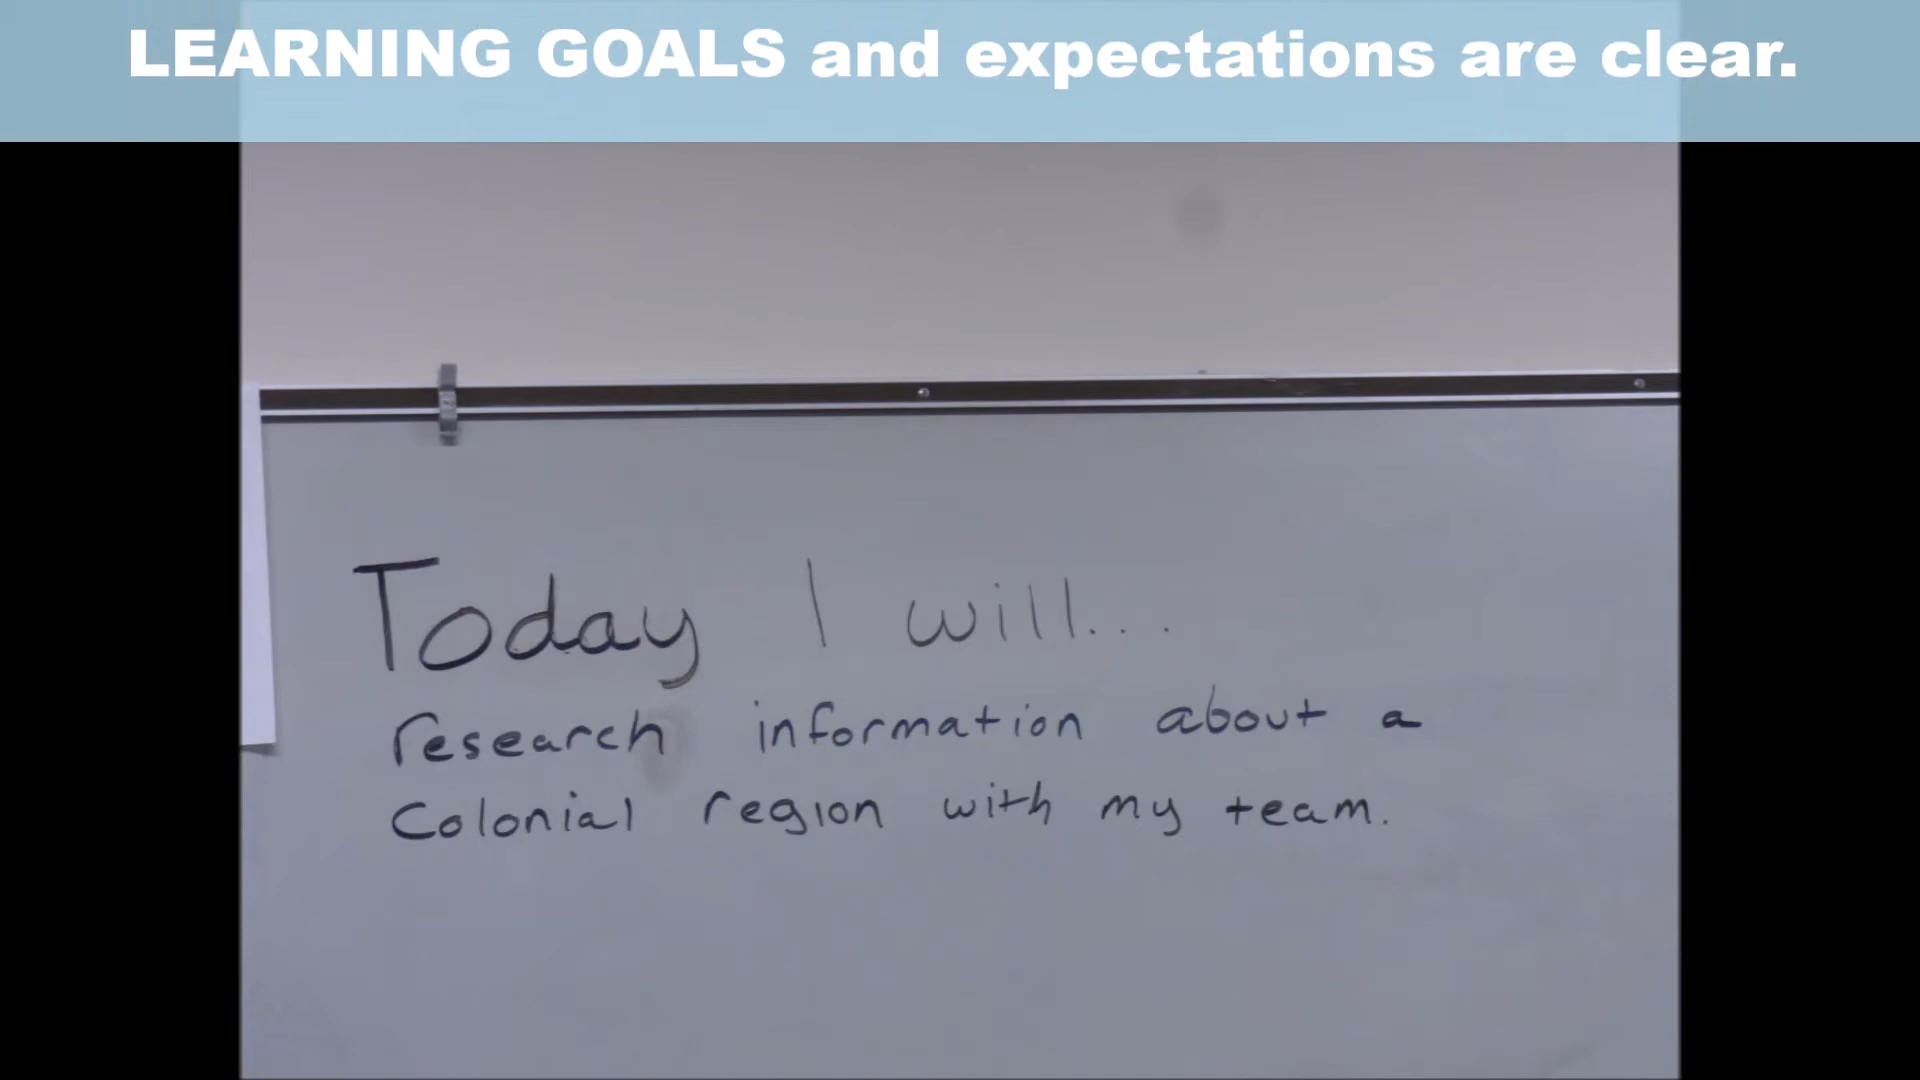 LEARNING GOALS and expectations are clear.
Today I will...
research information about a
Colonial region with my team.